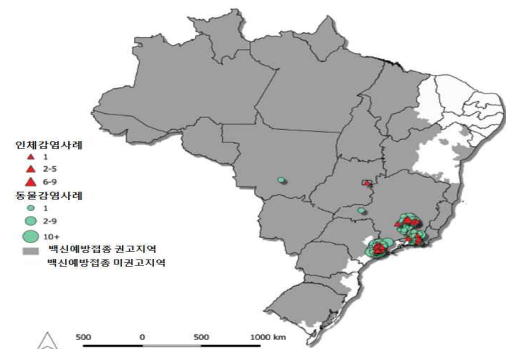 인체감염사례
1
2-5
6-9
동물감염사례
1
2-9
10+
백신예방접종 권고지역
백신예방접종 미권고지역
500 0 500 1000 km